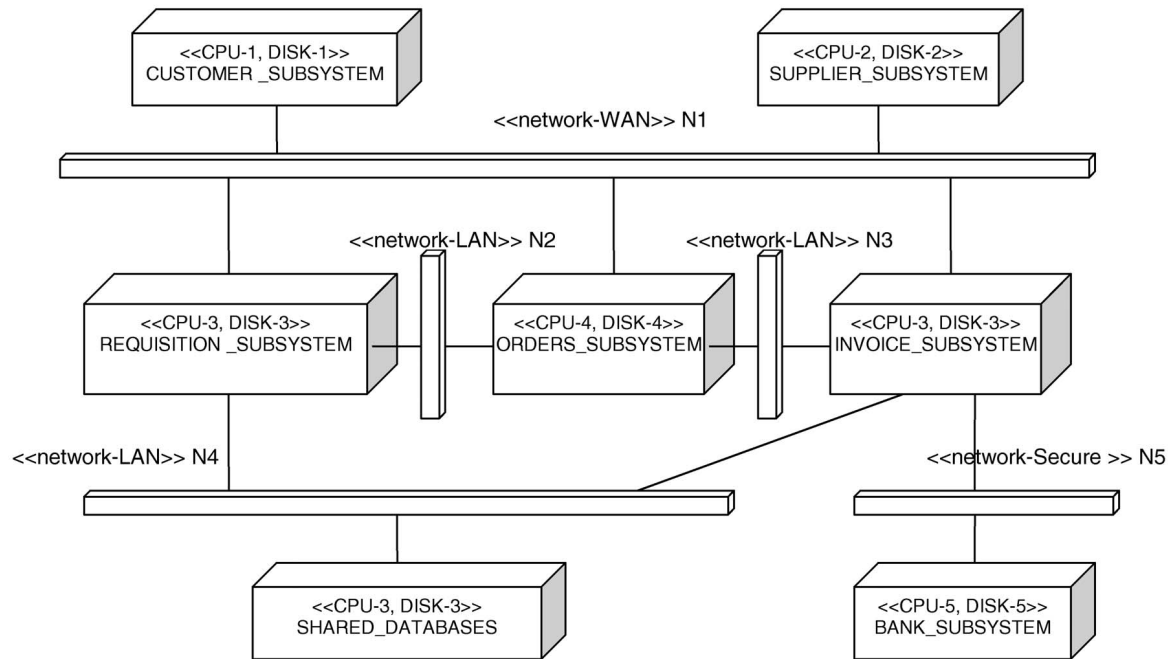 <<CPU-1, DISK-1>>
CUSTOMER _SUBSYSTEM
<<CPU-2, DISK-2>>
SUPPLIER_SUBSYSTEM
<<network-WAN>> N1
<<network-LAN>> N2
<<network-LAN>> N3
<<CPU-3, DISK-3>>
REQUISITION _SUBSYSTEM
<<CPU-4, DISK-4>>
ORDERS_SUBSYSTEM
<<CPU-3, DISK-3>>
INVOICE_SUBSYSTEM
<<network-LAN>> N4
<<network-Secure >> N5
<<CPU-3, DISK-3>>
SHARED_DATABASES
<<CPU-5, DISK-5>>
BANK_SUBSYSTEM